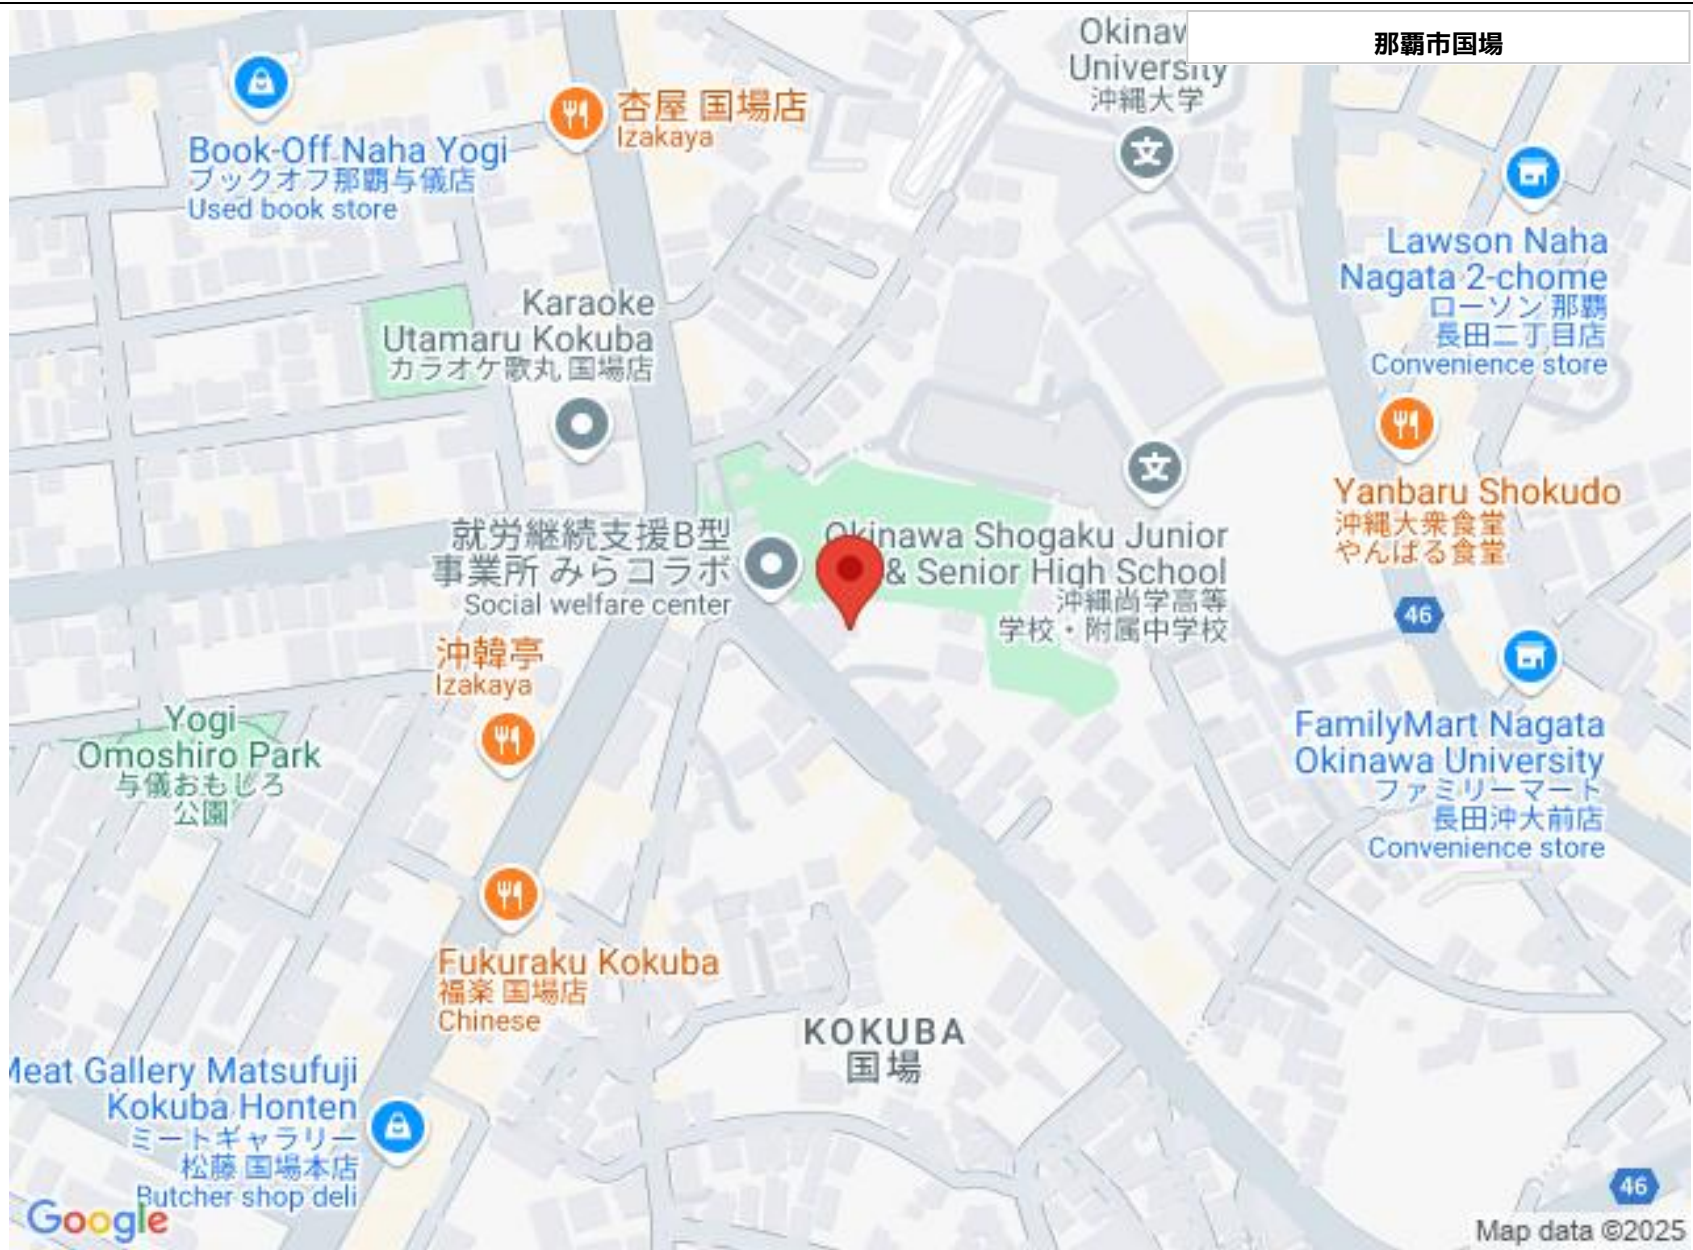 那覇市国場
University
沖縄大学
杏屋 国場店
Izakaya
Book-Off Naha Yogi
ブックオフ那覇与儀店
Used book store
Lawson Naha
Nagata 2-chome
ローソン 那覇
長田二丁目店
Convenience store
Karaoke
Utamaru Kokuba
カラオケ歌丸 国場店
Yanbaru Shokudo
沖縄大衆食堂
やんばる食堂
就労継続支援B型
事業所 みらコラボ
Social welfare center
Okinawa Shogaku Junior
& Senior High School
沖縄尚学高等
学校・附属中学校
46
沖韓亭
Izakaya
Yogi
Omoshiro Park
与儀おもしろ
公園
FamilyMart Nagata
Okinawa University
ファミリーマート
長田沖大前店
Convenience store
Fukuraku Kokuba
福楽 国場店
Chinese
KOKUBA
国場
Meat Gallery Matsufuji
Kokuba Honten
ミートギャラリー
松藤 国場本店
Butcher shop deli
46
Google
Map data ©2025